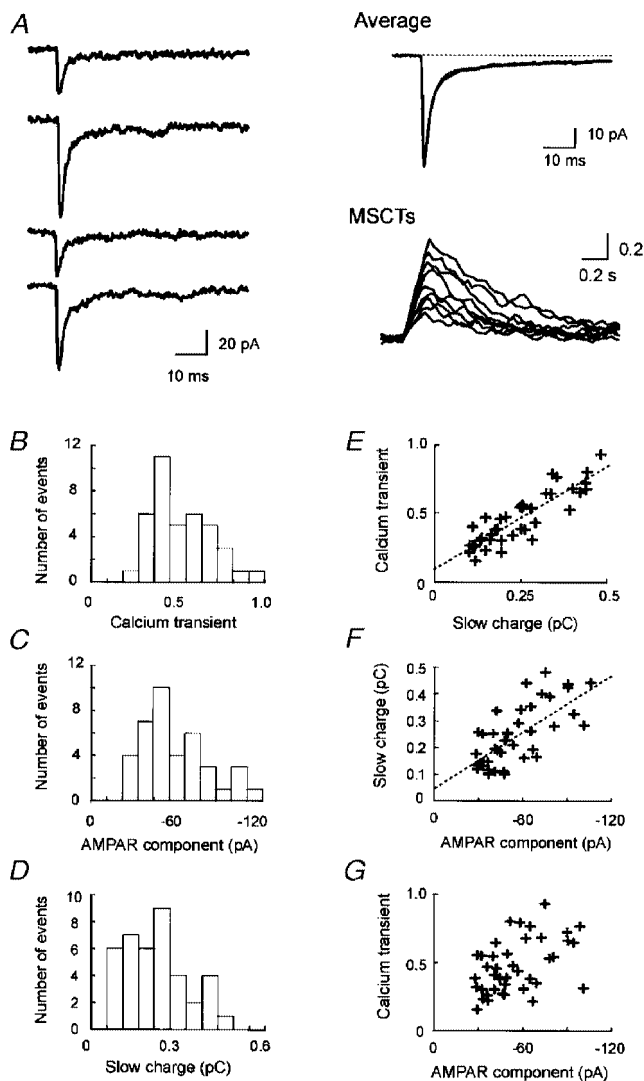 A
20 pA
10 ms
Average
10 pA
10 ms
MSCTs
0.2
0.2 s
B
Number of events
12
8
4
0
0 0.5 1.0
Calcium transient
C
Number of events
12
8
4
0
0 -60 -120
AMPAR component (pA)
D
Number of events
10
8
6
4
2
0
0 0.3 0.6
Slow charge (pC)
E
Calcium transient
1.0
0.5
0
0 0.25 0.5
Slow charge (pC)
F
Slow charge (pC)
0.5
0.4
0.3
0.2
0.1
0
0 -60 -120
AMPAR component (pA)
G
Calcium transient
1.0
0.5
0
0 -60 -120
AMPAR component (pA)